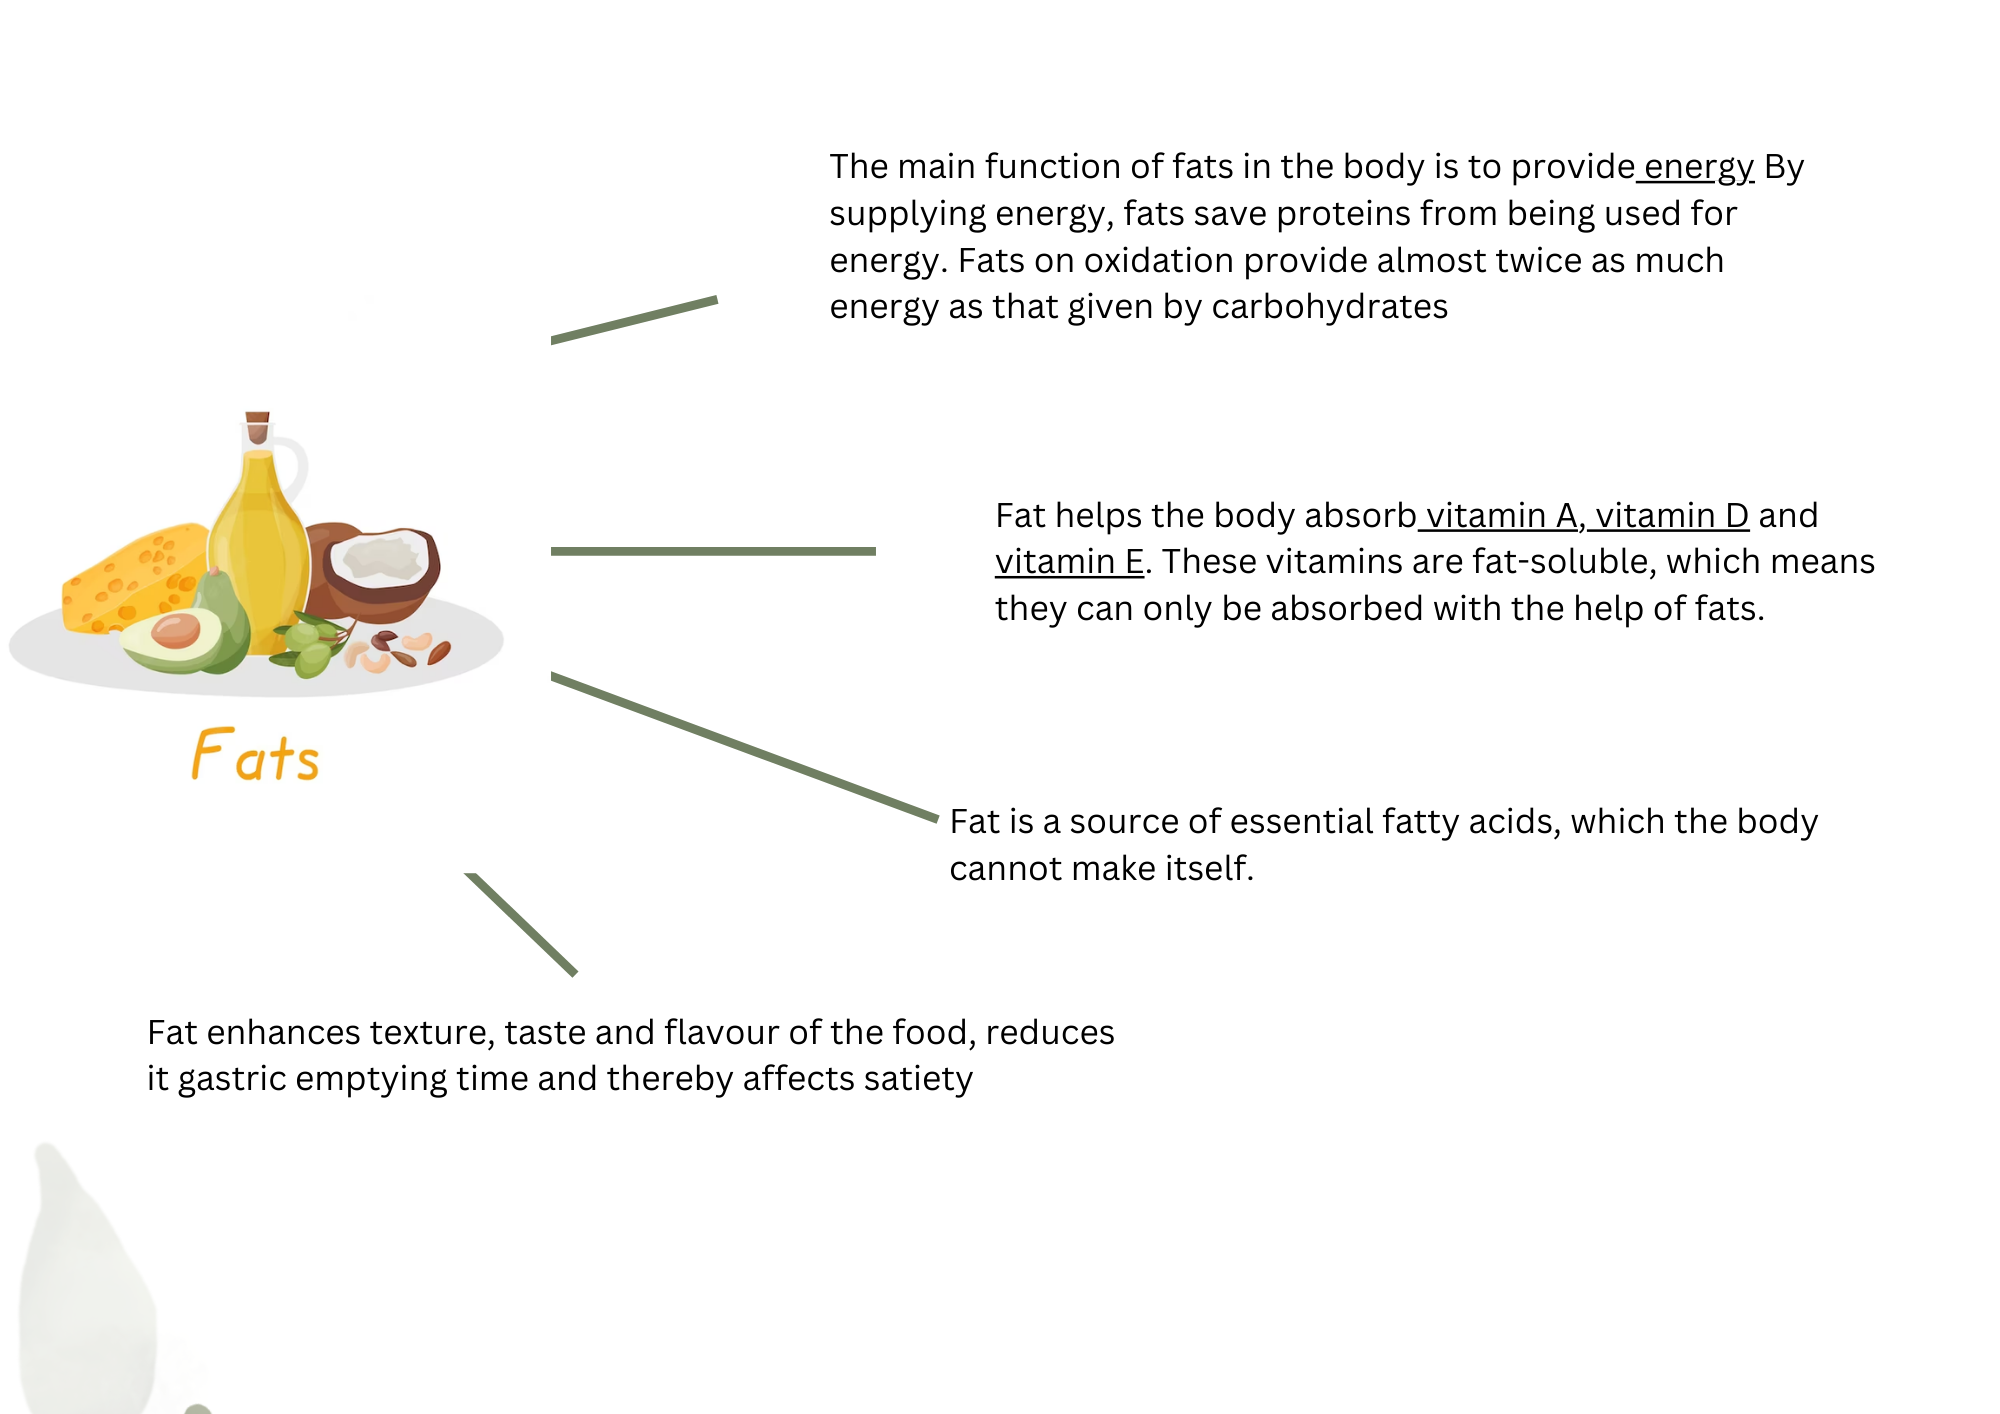 The main function of fats in the body is to provide energy By
supplying energy, fats save proteins from being used for
energy. Fats on oxidation provide almost twice as much
energy as that given by carbohydrates
Fat helps the body absorb vitamin A, vitamin D and
vitamin E. These vitamins are fat-soluble, which means
they can only be absorbed with the help of fats.
Fats
Fat is a source of essential fatty acids, which the body
cannot make itself.
Fat enhances texture, taste and flavour of the food, reduces
it gastric emptying time and thereby affects satiety